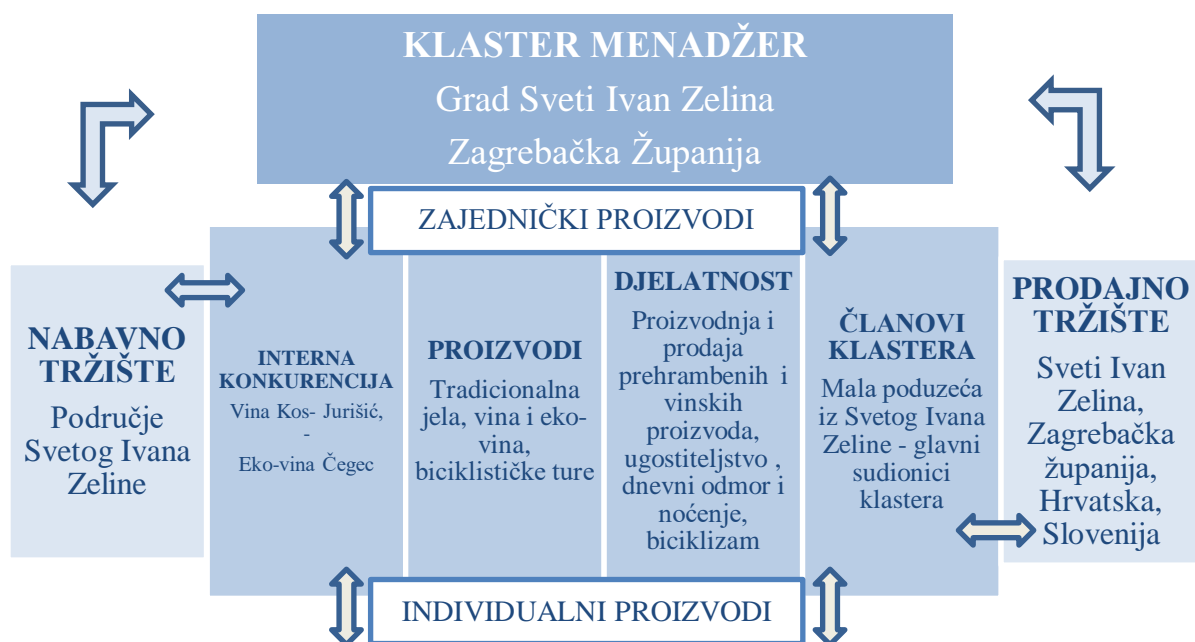 KLASTER MENADŽER
Grad Sveti Ivan Zelina
Zagrebačka Županija
ZAJEDNIČKI PROIZVODI
NABAVNO
TRŽIŠTE
Područje
Svetog Ivana
Zeline
INTERNA
KONKURENCIJA
Vina Kos- Jurišić,
-
Eko-vina Čegec
PROIZVODI
Tradicionalna
jela, vina i eko-
vina,
biciklističke ture
DJELATNOST
Proizvodnja i
prodaja
prehrambenih i
vinskih
proizvoda,
ugostiteljstvo ,
dnevni odmor i
noćenje,
biciklizam
ČLANOVI
KLASTERA
Mala poduzeća
iz Svetog Ivana
Zeline - glavni
sudionici
klastera
PRODAJNO
TRŽIŠTE
Sveti Ivan
Zelina,
Zagrebačka
županija,
Hrvatska,
Slovenija
INDIVIDUALNI PROIZVODI